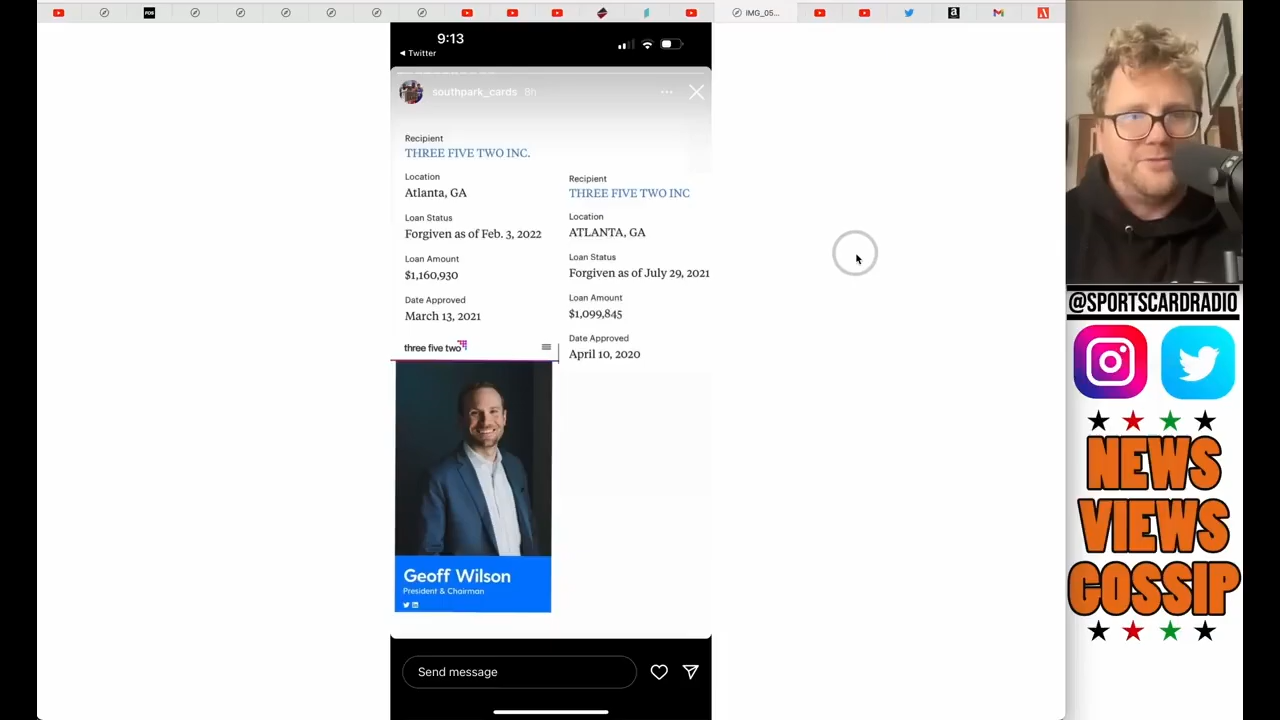 IMG_05...
9:13
Twitter
southpark_cards 8h
Recipient
THREE FIVE TWO INC.
Location
Atlanta, GA
Loan Status
Forgiven as of Feb. 3, 2022
Loan Amount
$1,160,930
Date Approved
March 13, 2021
Recipient
THREE FIVE TWO INC
Location
ATLANTA, GA
Loan Status
Forgiven as of July 29, 2021
Loan Amount
$1,099,845
Date Approved
April 10, 2020
three five two
Geoff Wilson
President & Chairman
Send message
@SPORTSCARDRADIO
NEWS
VIEWS
GOSSIP